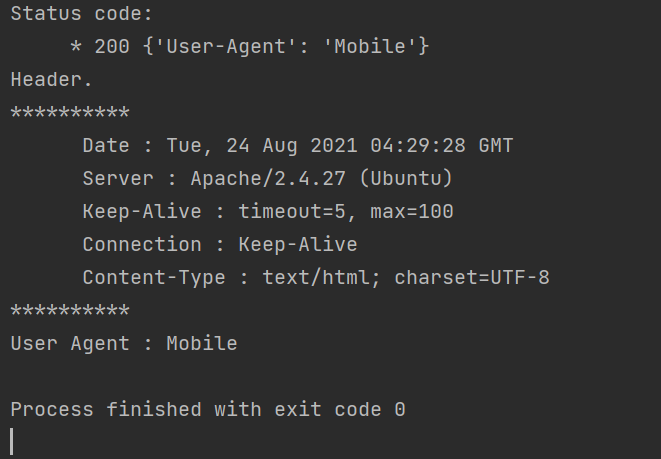 Status code:
* 200 {'User-Agent': 'Mobile'}
Header.
**********
Date : Tue, 24 Aug 2021 04:29:28 GMT
Server : Apache/2.4.27 (Ubuntu)
Keep-Alive : timeout=5, max=100
Connection : Keep-Alive
Content-Type : text/html; charset=UTF-8
**********
User Agent : Mobile
Process finished with exit code 0